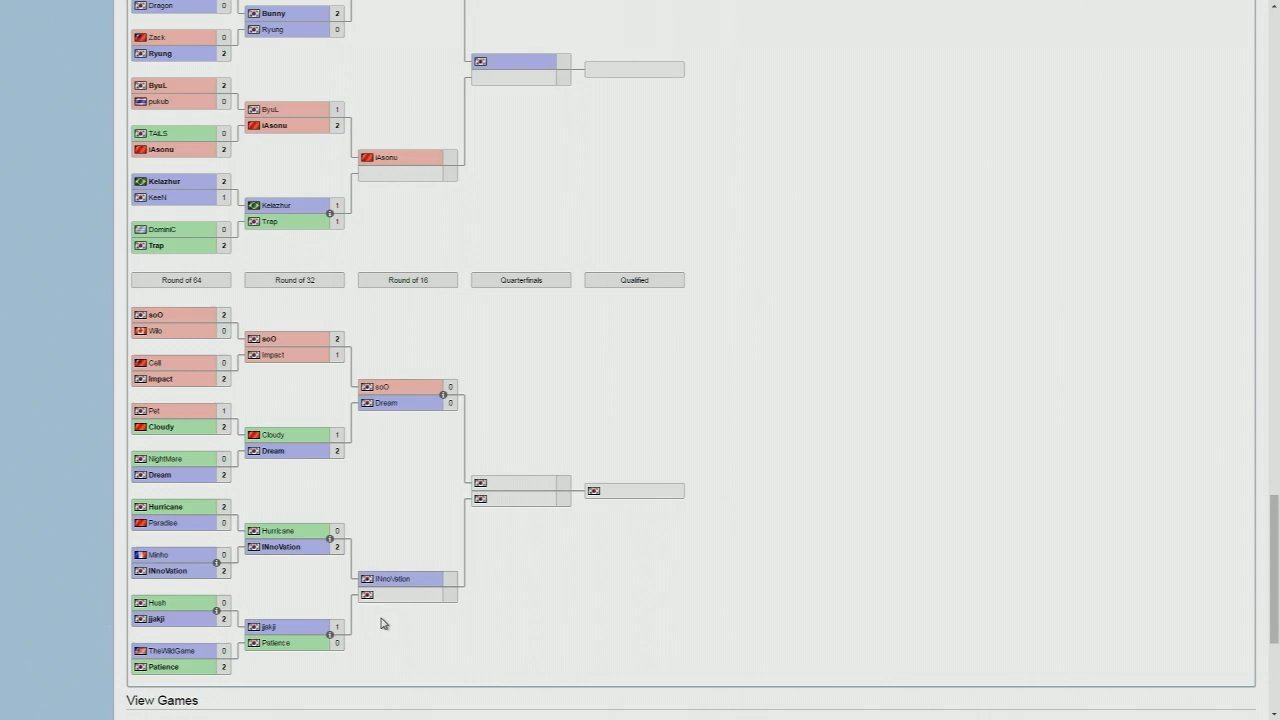 Dragon 0
Bunny 2
Ryung 0
Zack 0
Ryung 2
ByuL 2
pukub 0
ByuL 1
iAsonu 2
TAiLS 0
iAsonu 2
iAsonu
Kelazhur 2
KeeN 1
Kelazhur 1
Trap 1
DominiC 0
Trap 2
Round of 64 Round of 32 Round of 16 Quarterfinals Qualified
soO 2
Wilo 0
soO 2
Impact 1
Cell 0
Impact 2
soO 0
Dream 0
Pet 1
Cloudy 2
Cloudy 1
Dream 2
NightMare 0
Dream 2
Hurricane 2
Paradise 0
Hurricane 0
INnoVation 2
Minho 0
INnoVation 2
INnoVation
Hush 0
jjakji 2
jjakji 1
Patience 0
TheWildGame 0
Patience 2
View Games